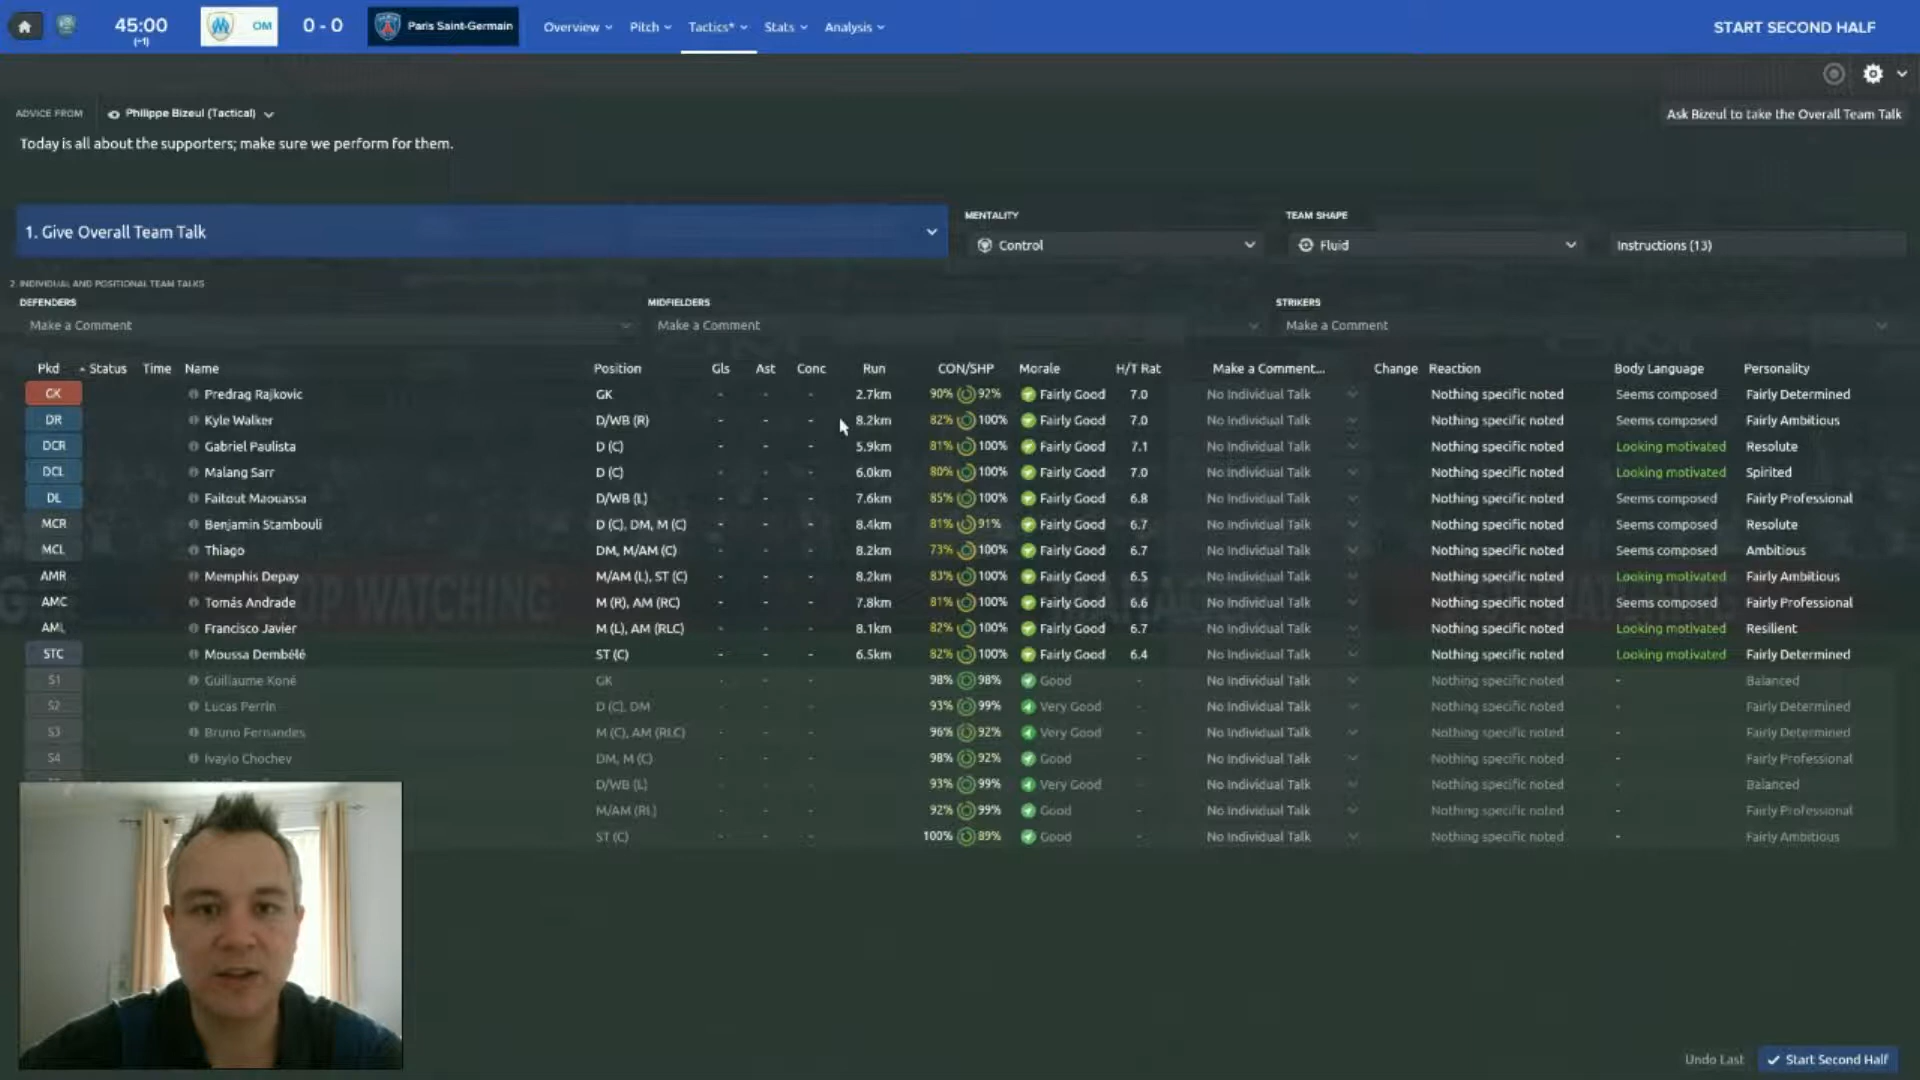 45:00 (+1) OM 0 - 0 Paris Saint-Germain Overview Pitch Tactics* Stats Analysis START SECOND HALF
ADVICE FROM Philippe Bizeul (Tactical) Ask Bizeul to take the Overall Team Talk
Today is all about the supporters; make sure we perform for them.
MENTALITY TEAM SHAPE
1. Give Overall Team Talk Control Fluid Instructions (13)
2. INDIVIDUAL AND POSITIONAL TEAM TALKS
DEFENDERS MIDFIELDERS STRIKERS
Make a Comment Make a Comment Make a Comment
Pkd Status Time Name Position Gls Ast Conc Run CON/SHP Morale H/T Rat Make a Comment... Change Reaction Body Language Personality
GK Predrag Rajkovic GK - - - 2.7km 90% 92% Fairly Good 7.0 No Individual Talk Nothing specific noted Seems composed Fairly Determined
DR Kyle Walker D/WB (R) - - - 8.2km 82% 100% Fairly Good 7.0 No Individual Talk Nothing specific noted Seems composed Fairly Ambitious
DCR Gabriel Paulista D (C) - - - 5.9km 81% 100% Fairly Good 7.1 No Individual Talk Nothing specific noted Looking motivated Resolute
DCL Malang Sarr D (C) - - - 6.0km 80% 100% Fairly Good 7.0 No Individual Talk Nothing specific noted Looking motivated Spirited
DL Faitout Maouassa D/WB (L) - - - 7.6km 85% 100% Fairly Good 6.8 No Individual Talk Nothing specific noted Seems composed Fairly Professional
MCR Benjamin Stambouli D (C), DM, M (C) - - - 8.4km 81% 91% Fairly Good 6.7 No Individual Talk Nothing specific noted Seems composed Resolute
MCL Thiago DM, M/AM (C) - - - 8.2km 73% 100% Fairly Good 6.7 No Individual Talk Nothing specific noted Seems composed Ambitious
AMR Memphis Depay M/AM (L), ST (C) - - - 8.2km 83% 100% Fairly Good 6.5 No Individual Talk Nothing specific noted Looking motivated Fairly Ambitious
AMC Tomás Andrade M (R), AM (RC) - - - 7.8km 81% 100% Fairly Good 6.6 No Individual Talk Nothing specific noted Seems composed Fairly Professional
AML Francisco Javier M (L), AM (RLC) - - - 8.1km 82% 100% Fairly Good 6.7 No Individual Talk Nothing specific noted Looking motivated Resilient
STC Moussa Dembélé ST (C) - - - 6.5km 82% 100% Fairly Good 6.4 No Individual Talk Nothing specific noted Looking motivated Fairly Determined
S1 Guillaume Koné GK - - - 98% 98% Good - No Individual Talk Nothing specific noted - Balanced
S2 Lucas Perrin D (C), DM - - - 93% 99% Very Good - No Individual Talk Nothing specific noted - Fairly Determined
S3 Bruno Fernandes M (C), AM (RLC) - - - 96% 92% Very Good - No Individual Talk Nothing specific noted - Fairly Determined
S4 Ivaylo Chochev DM, M (C) - - - 98% 92% Good - No Individual Talk Nothing specific noted - Fairly Professional
D/WB (L) - - - 93% 99% Very Good - No Individual Talk Nothing specific noted - Balanced
M/AM (RL) - - - 92% 99% Good - No Individual Talk Nothing specific noted - Fairly Professional
ST (C) - - - 100% 89% Good - No Individual Talk Nothing specific noted - Fairly Ambitious
Undo Last Start Second Half